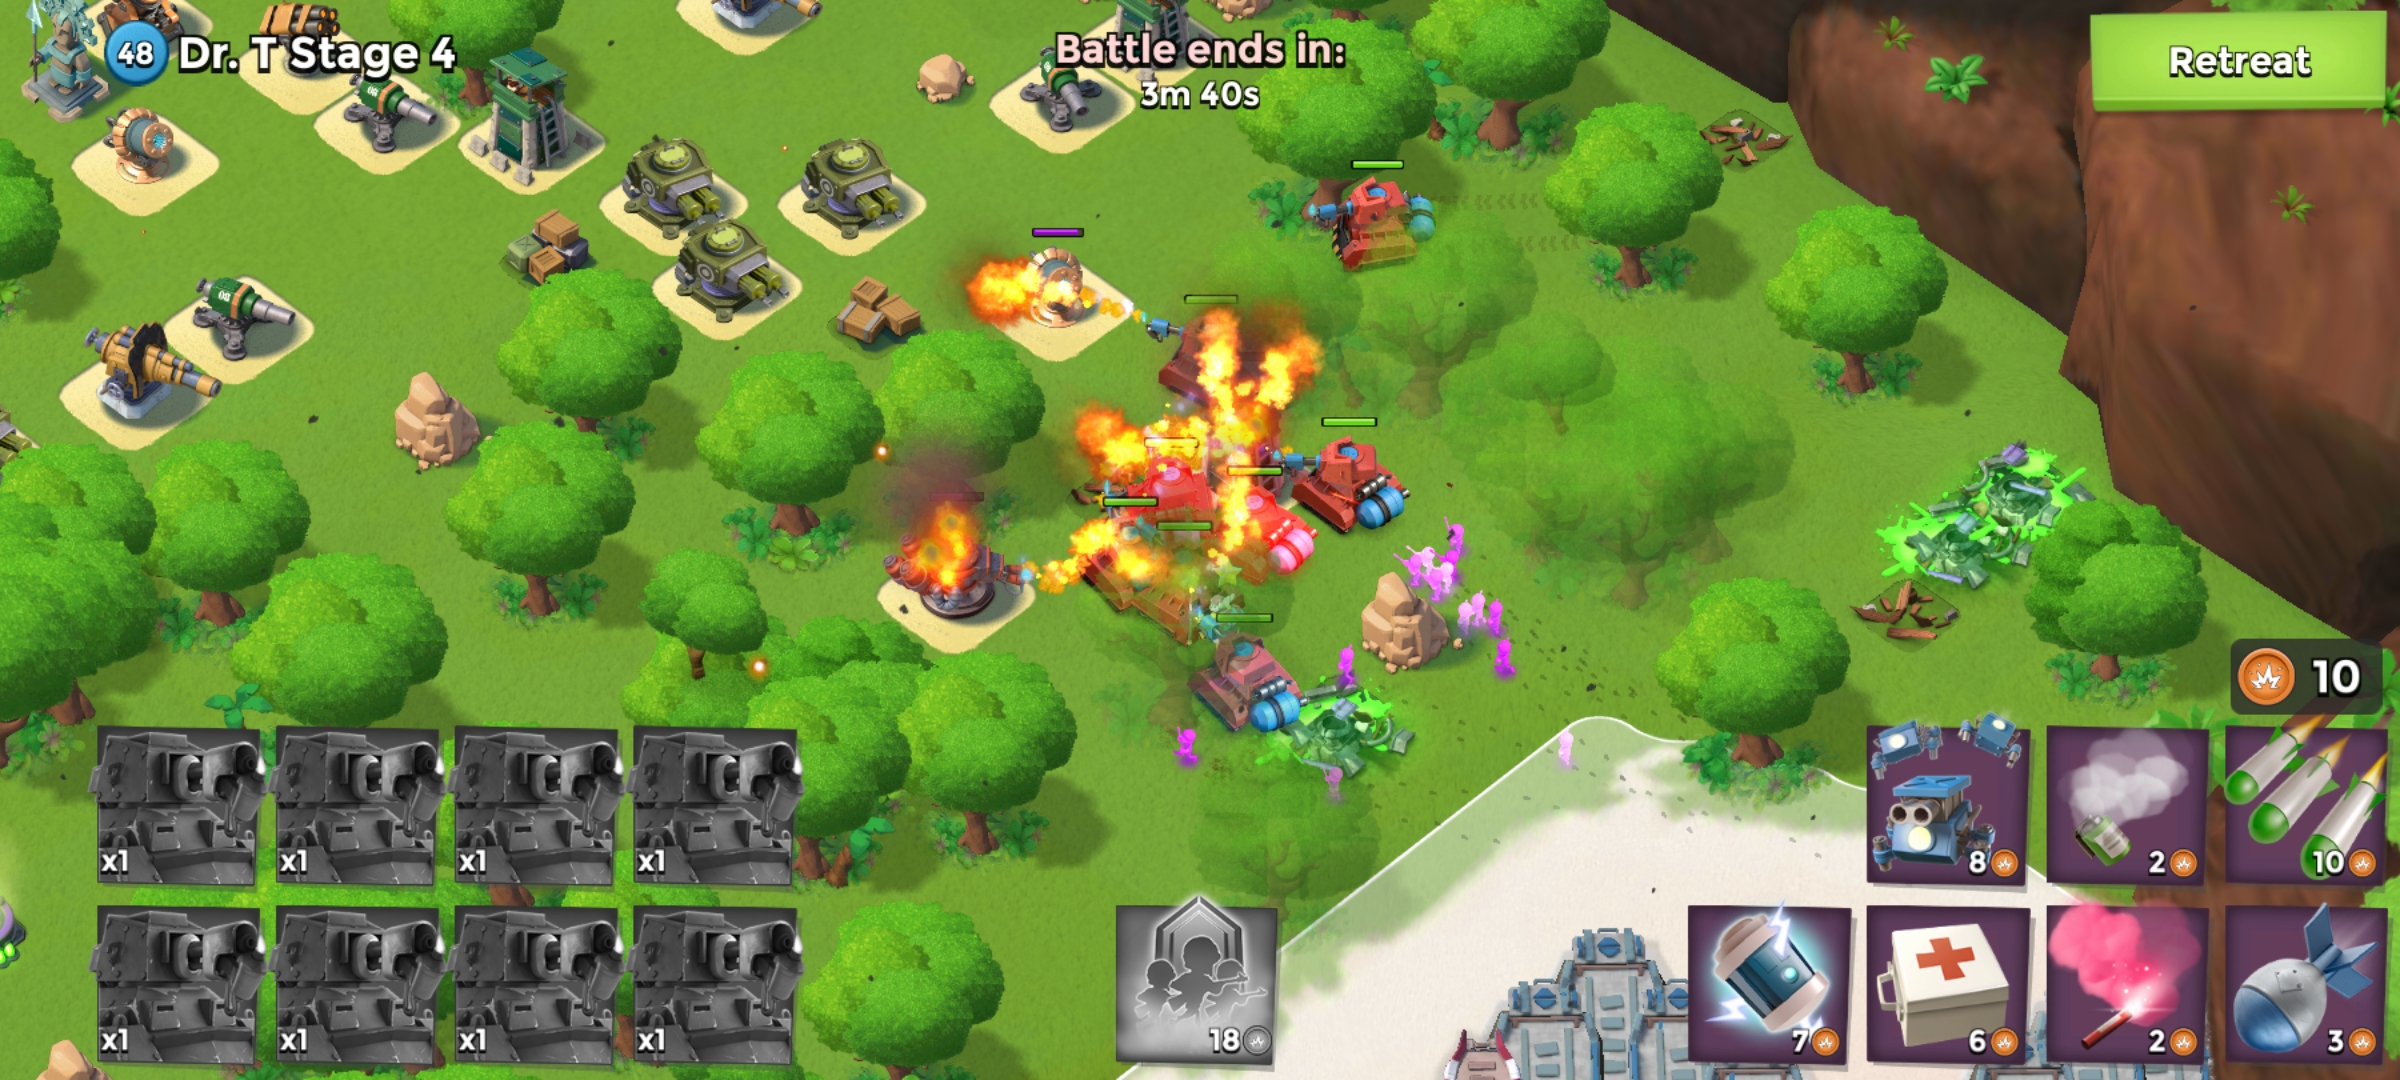 48 Dr. T Stage 4
Battle ends in:
3m 40s
Retreat
10
x1 x1 x1 x1
8 2 10
x1 x1 x1 x1
18 7 6 2 3